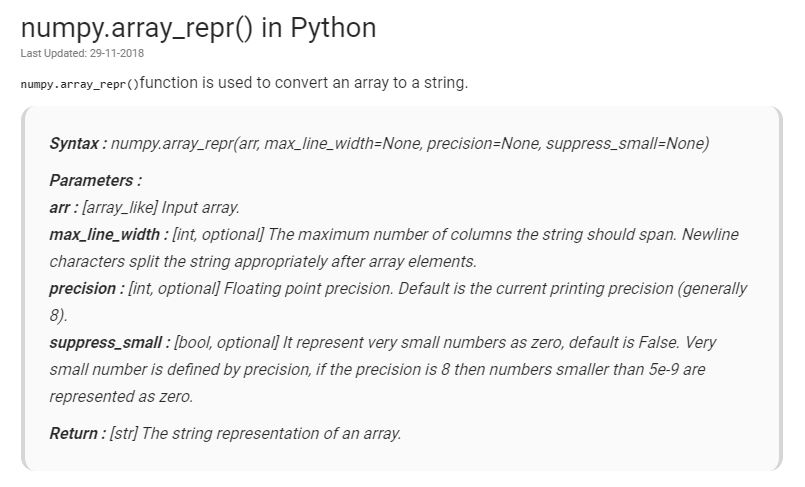 numpy.array_repr() in Python
Last Updated: 29-11-2018
numpy.array_repr()function is used to convert an array to a string.
Syntax : numpy.array_repr(arr, max_line_width=None, precision=None, suppress_small=None)
Parameters :
arr : [array_like] Input array.
max_line_width : [int, optional] The maximum number of columns the string should span. Newline
characters split the string appropriately after array elements.
precision : [int, optional] Floating point precision. Default is the current printing precision (generally
8).
suppress_small : [bool, optional] It represent very small numbers as zero, default is False. Very
small number is defined by precision, if the precision is 8 then numbers smaller than 5e-9 are
represented as zero.
Return : [str] The string representation of an array.